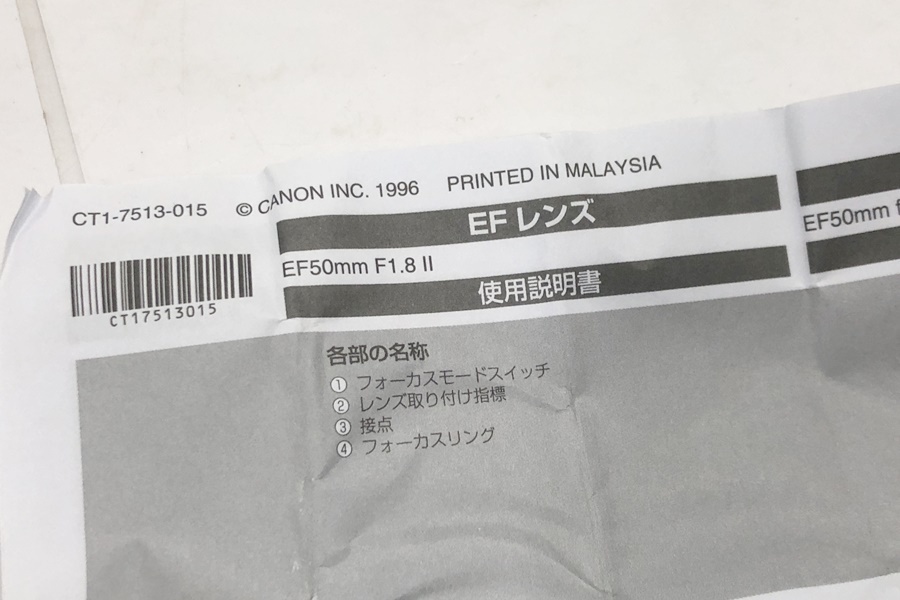 CT1-7513-015 © CANON INC. 1996 PRINTED IN MALAYSIA
EF レンズ
EF50mm F1.8 II
EF50mm f
使用説明書
CT17513015
各部の名称
① フォーカスモードスイッチ
② レンズ取り付け指標
③ 接点
④ フォーカスリング